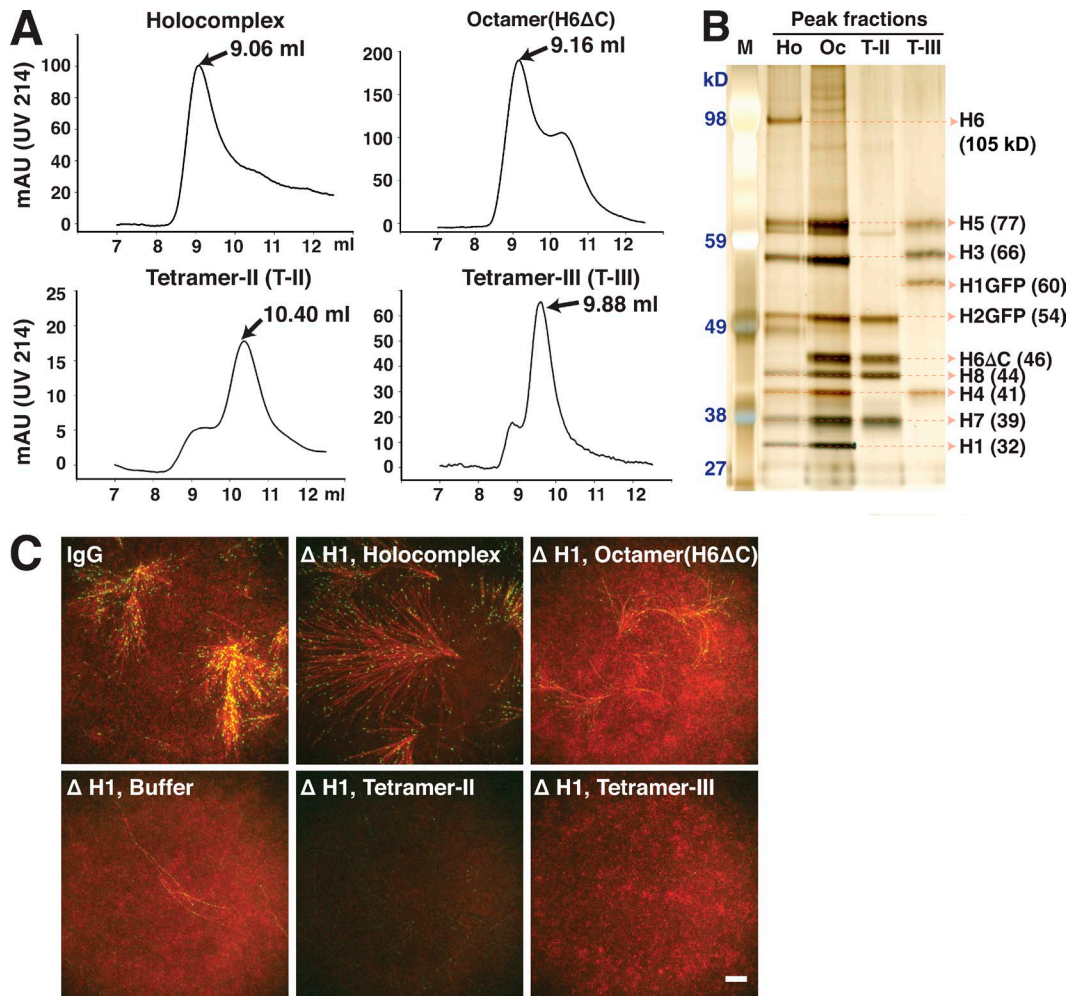 A
Holocomplex
9.06 ml
mAU (UV 214)
100
80
60
40
20
0
7 8 9 10 11 12 ml
Octamer(H6ΔC)
9.16 ml
200
150
100
50
0
7 8 9 10 11 12
Tetramer-II (T-II)
10.40 ml
mAU (UV 214)
25
20
15
10
5
0
7 8 9 10 11 12 ml
Tetramer-III (T-III)
9.88 ml
60
50
40
30
20
10
0
7 8 9 10 11 12
B
Peak fractions
M Ho Oc T-II T-III
kD
98
59
49
38
27
H6
(105 kD)
H5 (77)
H3 (66)
H1GFP (60)
H2GFP (54)
H6ΔC (46)
H8 (44)
H4 (41)
H7 (39)
H1 (32)
C
IgG
Δ H1, Holocomplex
Δ H1, Octamer(H6ΔC)
Δ H1, Buffer
Δ H1, Tetramer-II
Δ H1, Tetramer-III